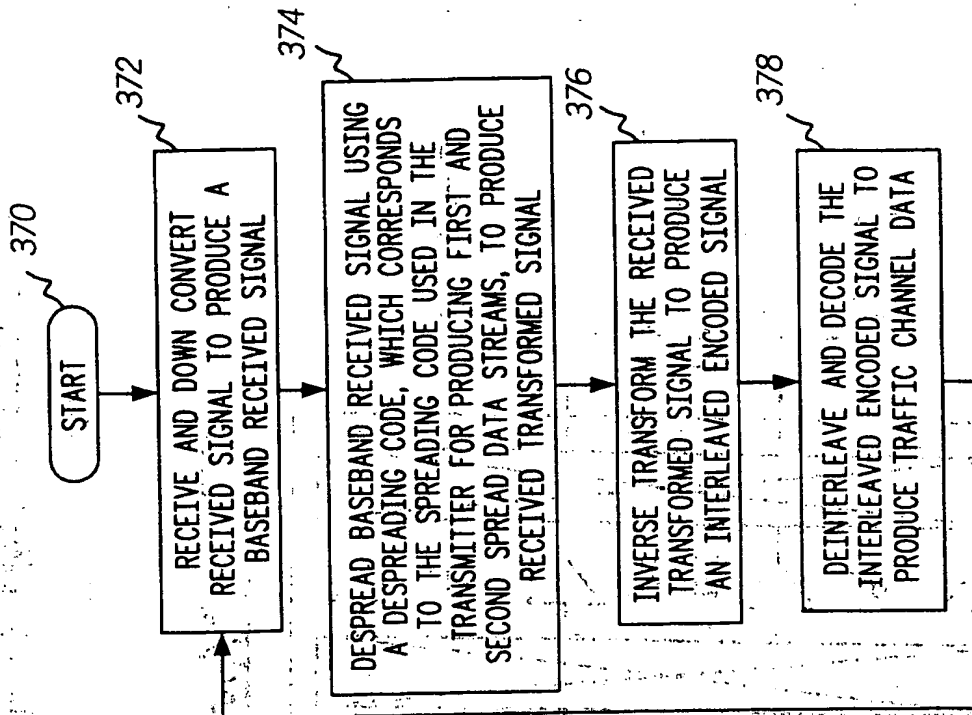 370
START
372
RECEIVE AND DOWN CONVERT
RECEIVED SIGNAL TO PRODUCE A
BASEBAND RECEIVED SIGNAL
374
DESPREAD BASEBAND RECEIVED SIGNAL USING
A DESPREADING CODE, WHICH CORRESPONDS
TO THE SPREADING CODE USED IN THE
TRANSMITTER FOR PRODUCING FIRST AND
SECOND SPREAD DATA STREAMS, TO PRODUCE
RECEIVED TRANSFORMED SIGNAL
376
INVERSE TRANSFORM THE RECEIVED
TRANSFORMED SIGNAL TO PRODUCE
AN INTERLEAVED ENCODED SIGNAL
378
DEINTERLEAVE AND DECODE THE
INTERLEAVED ENCODED SIGNAL TO
PRODUCE TRAFFIC CHANNEL DATA